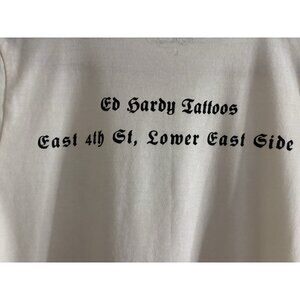 Ed Hardy Tattoos
East 4th St, Lower East Side